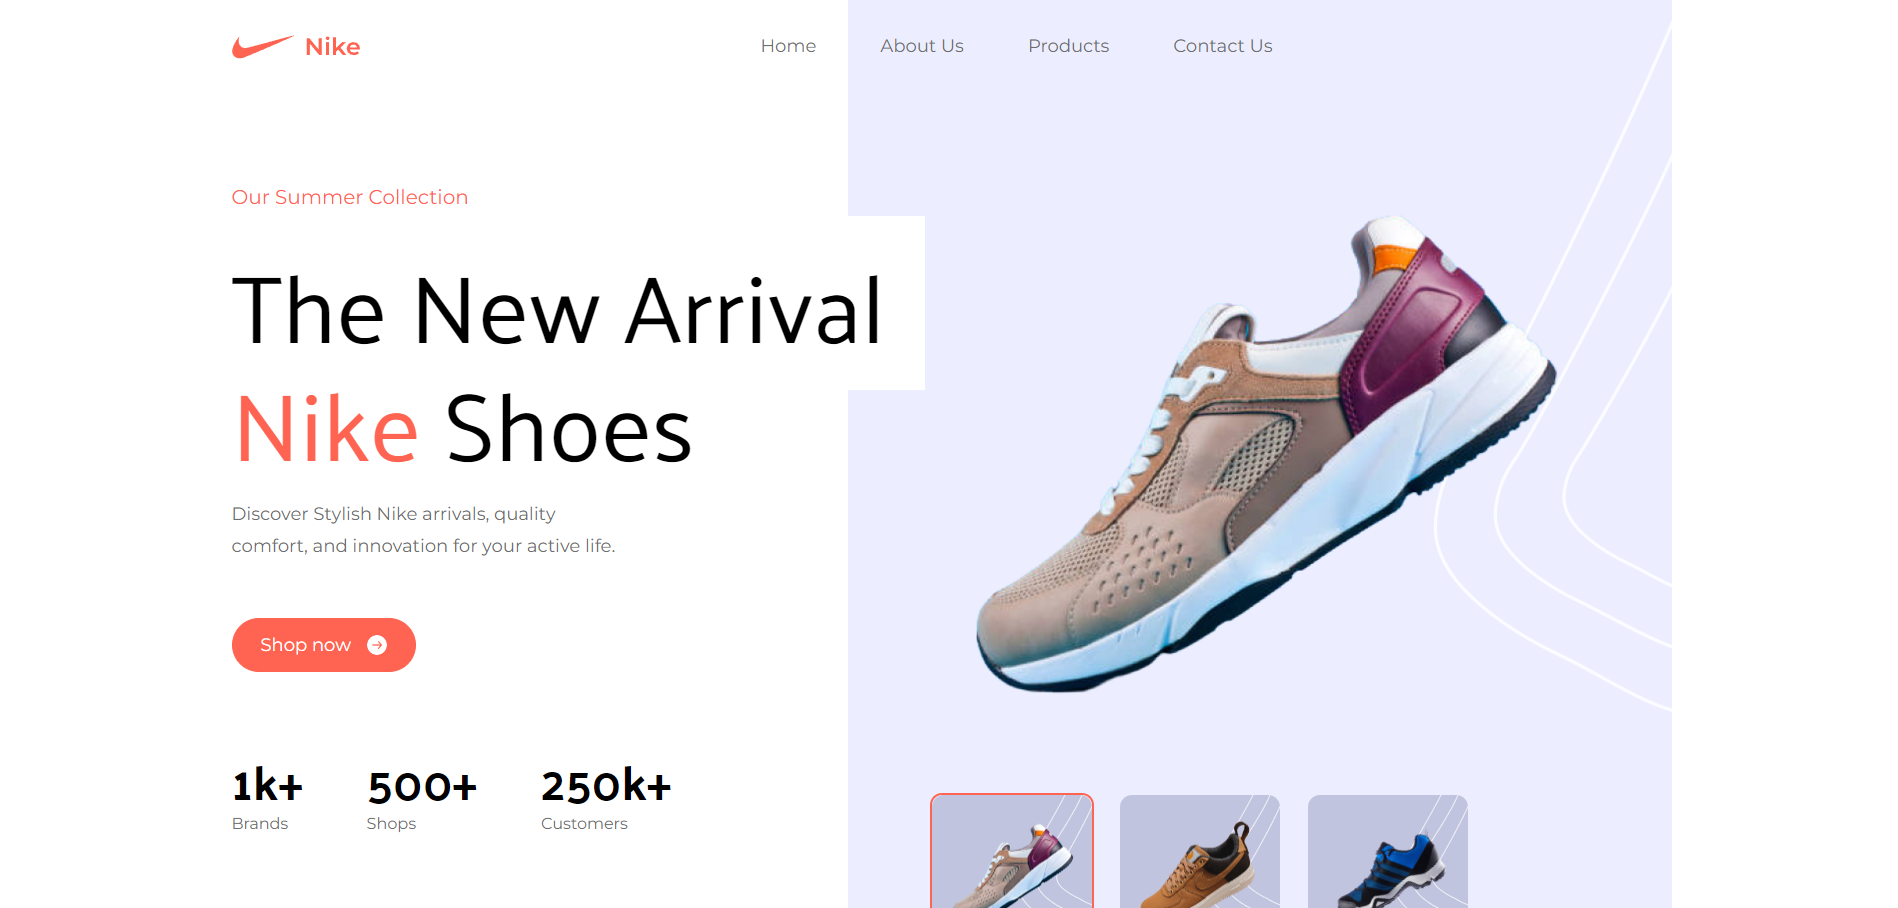 Nike
Home
About Us
Products
Contact Us
Our Summer Collection
The New Arrival
Nike Shoes
Discover Stylish Nike arrivals, quality
comfort, and innovation for your active life.
Shop now
1k+
Brands
500+
Shops
250k+
Customers